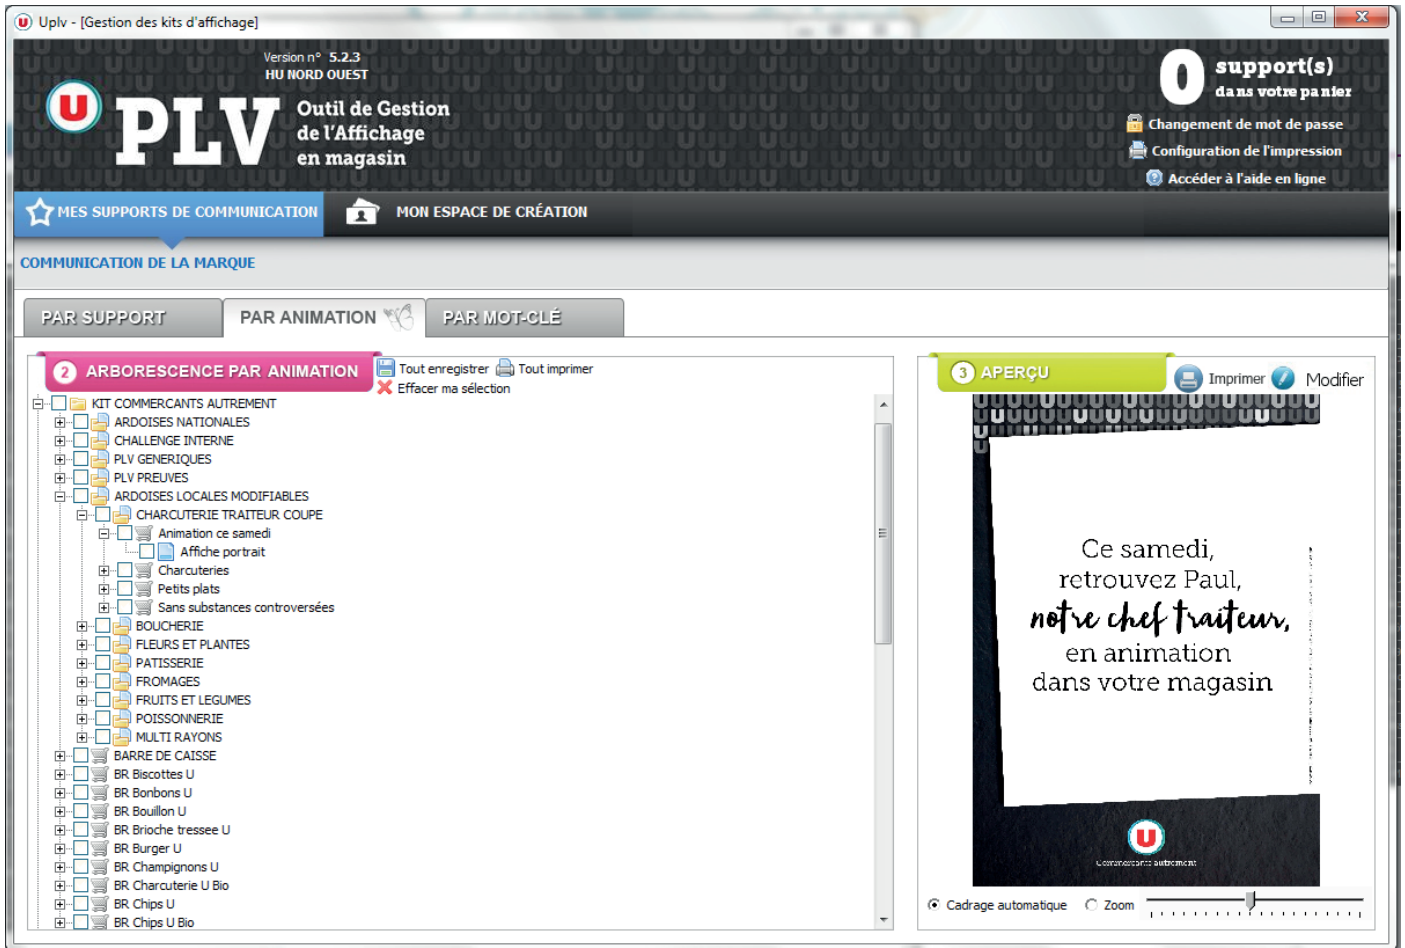 Uplv - [Gestion des kits d'affichage]
Version n° 5.2.3
HU NORD OUEST
U PLV
Outil de Gestion
de l'Affichage
en magasin
0 support(s)
dans votre panier
Changement de mot de passe
Configuration de l'impression
Accéder à l'aide en ligne
MES SUPPORTS DE COMMUNICATION
MON ESPACE DE CRÉATION
COMMUNICATION DE LA MARQUE
PAR SUPPORT
PAR ANIMATION
PAR MOT-CLÉ
2 ARBORESCENCE PAR ANIMATION
Tout enregistrer
Tout imprimer
Effacer ma sélection
KIT COMMERCANTS AUTREMENT
ARDOISES NATIONALES
CHALLENGE INTERNE
PLV GENERIQUES
PLV PREUVES
ARDOISES LOCALES MODIFIABLES
CHARCUTERIE TRAITEUR COUPE
Animation ce samedi
Affiche portrait
Charcuteries
Petits plats
Sans substances controversées
BOUCHERIE
FLEURS ET PLANTES
PATISSERIE
FROMAGES
FRUITS ET LEGUMES
POISSONNERIE
MULTI RAYONS
BARRE DE CAISSE
BR Biscottes U
BR Bonbons U
BR Bouillon U
BR Brioche tressee U
BR Burger U
BR Champignons U
BR Charcuterie U Bio
BR Chips U
BR Chips U Bio
3 APERÇU
Imprimer
Modifier
Ce samedi,
retrouvez Paul,
notre chef traiteur,
en animation
dans votre magasin
U
Commerçants autrement
Cadrage automatique
Zoom